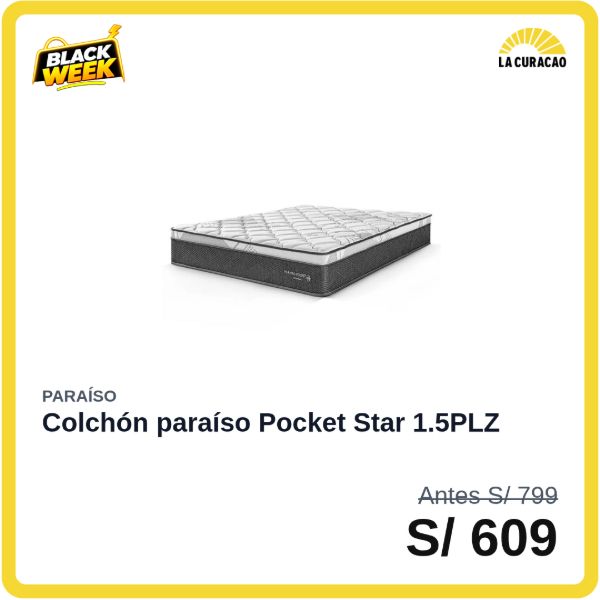 BLACK
WEEK
LA CURACAO
PARAÍSO
Colchón paraíso Pocket Star 1.5PLZ
Antes S/ 799
S/ 609